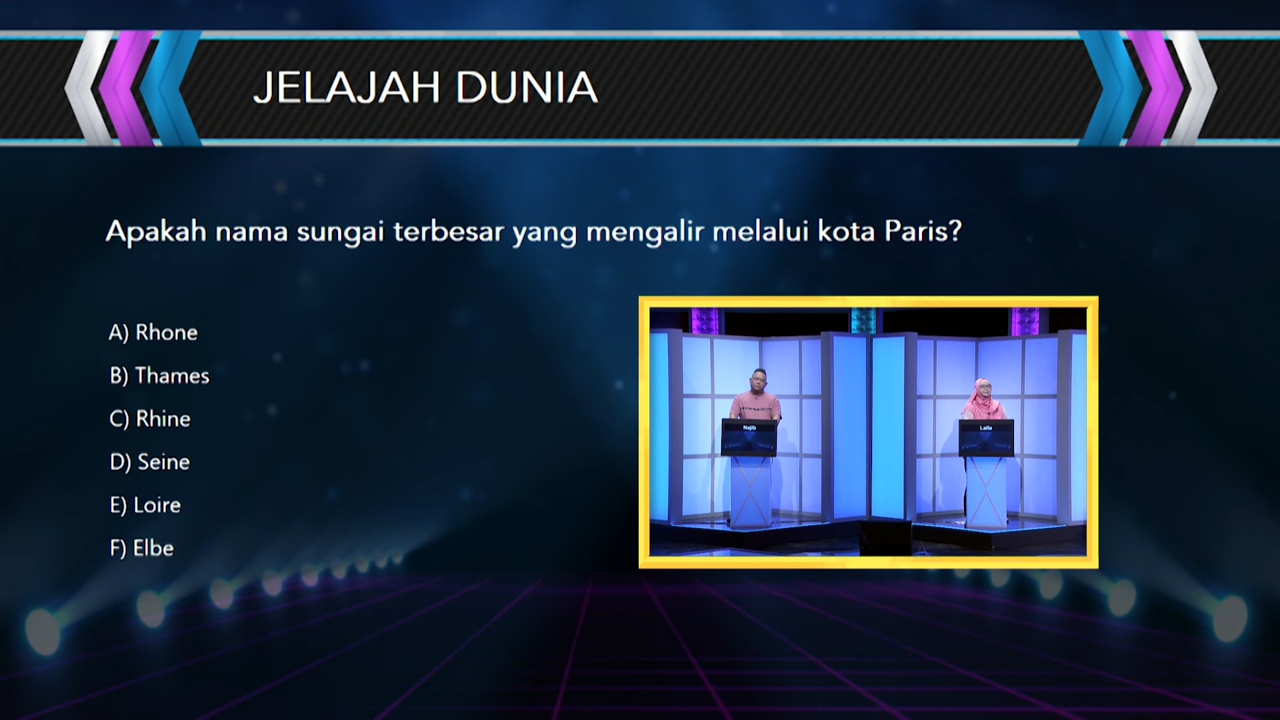 JELAJAH DUNIA
Apakah nama sungai terbesar yang mengalir melalui kota Paris?
A) Rhone
B) Thames
C) Rhine
D) Seine
E) Loire
F) Elbe
Najib
Laila